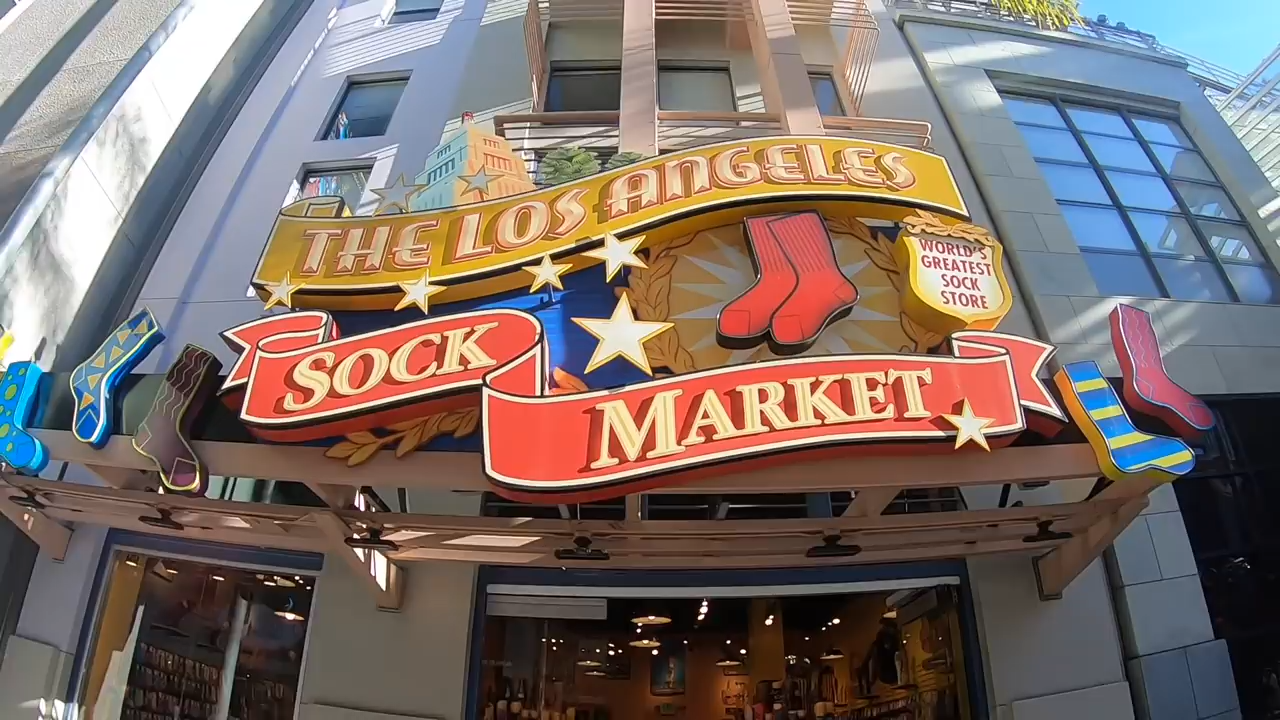 THE LOS ANGELES
SOCK
MARKET
WORLD'S
GREATEST
SOCK
STORE